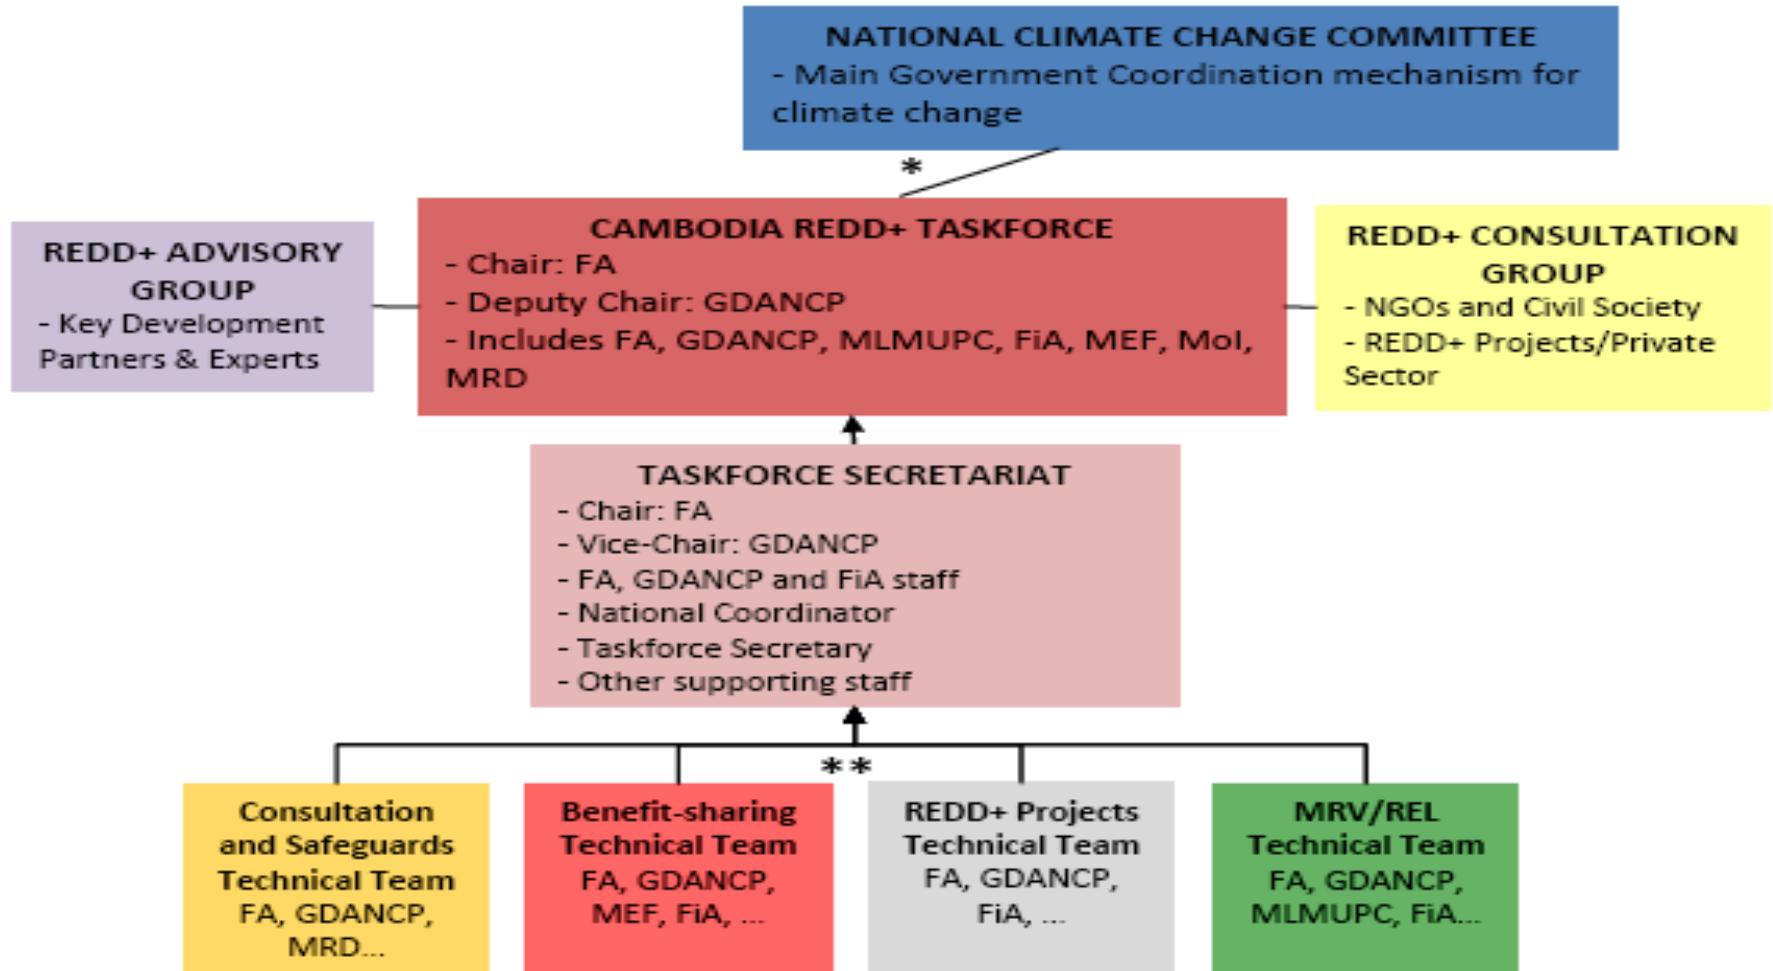 NATIONAL CLIMATE CHANGE COMMITTEE
- Main Government Coordination mechanism for
climate change
*
REDD+ ADVISORY
GROUP
- Key Development
Partners & Experts
CAMBODIA REDD+ TASKFORCE
- Chair: FA
- Deputy Chair: GDANCP
- Includes FA, GDANCP, MLMUPC, FiA, MEF, MoI,
MRD
REDD+ CONSULTATION
GROUP
- NGOs and Civil Society
- REDD+ Projects/Private
Sector
TASKFORCE SECRETARIAT
- Chair: FA
- Vice-Chair: GDANCP
- FA, GDANCP and FiA staff
- National Coordinator
- Taskforce Secretary
- Other supporting staff
**
Consultation
and Safeguards
Technical Team
FA, GDANCP,
MRD...
Benefit-sharing
Technical Team
FA, GDANCP,
MEF, FiA, ...
REDD+ Projects
Technical Team
FA, GDANCP,
FiA, ...
MRV/REL
Technical Team
FA, GDANCP,
MLMUPC, FiA...